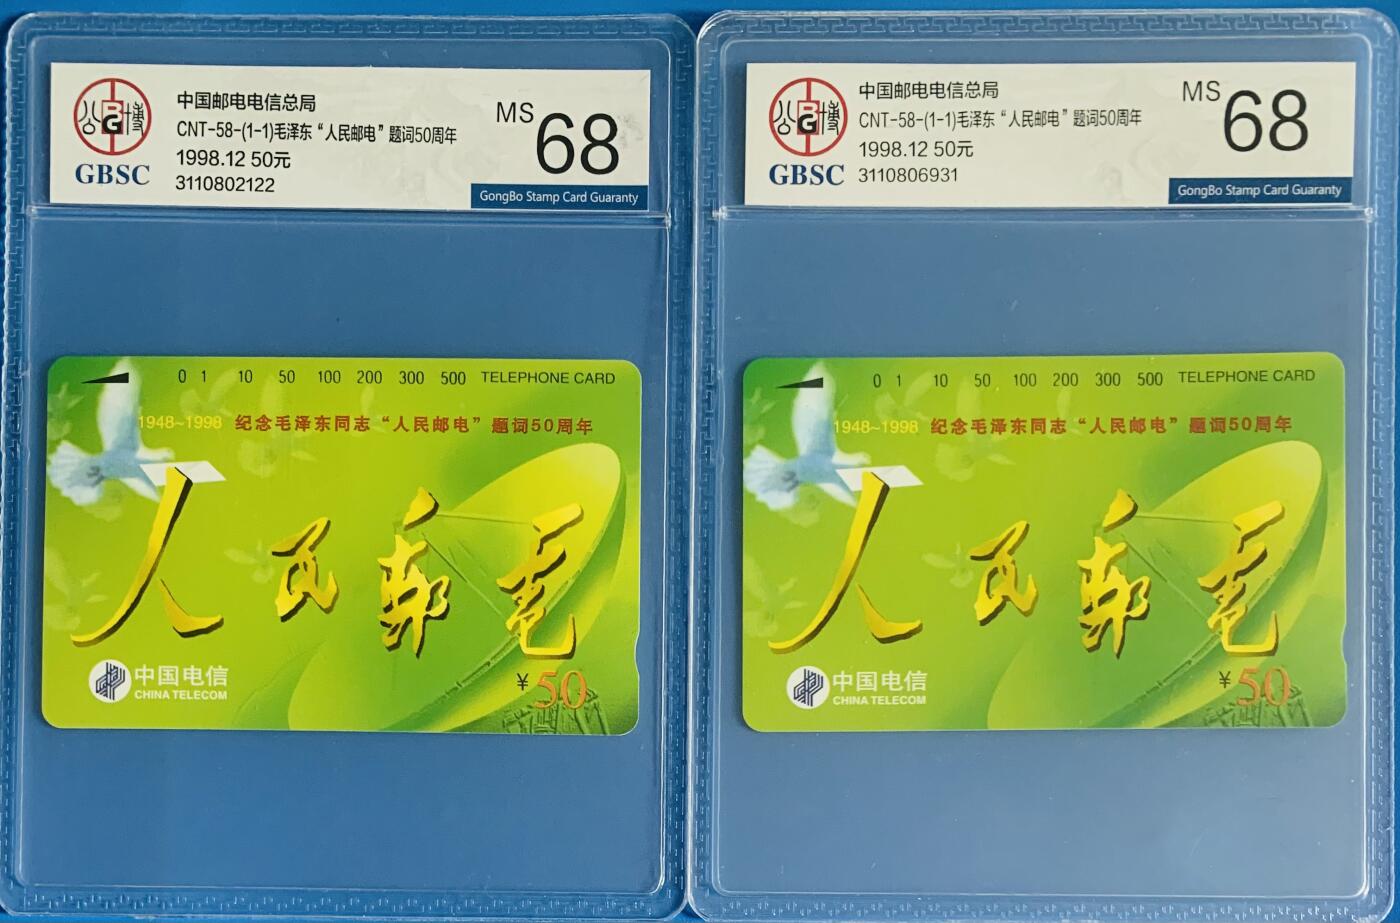 公 BG 博
GBSC
中国邮电电信总局
CNT-58-(1-1)毛泽东“人民邮电”题词50周年
1998.12 50元
3110802122
MS 68
GongBo Stamp Card Guaranty
0 1 10 50 100 200 300 500 TELEPHONE CARD
1948~1998 纪念毛泽东同志“人民邮电”题词50周年
人民邮电
中国电信
CHINA TELECOM
¥50
公 BG 博
GBSC
中国邮电电信总局
CNT-58-(1-1)毛泽东“人民邮电”题词50周年
1998.12 50元
3110806931
MS 68
GongBo Stamp Card Guaranty
0 1 10 50 100 200 300 500 TELEPHONE CARD
1948~1998 纪念毛泽东同志“人民邮电”题词50周年
人民邮电
中国电信
CHINA TELECOM
¥50